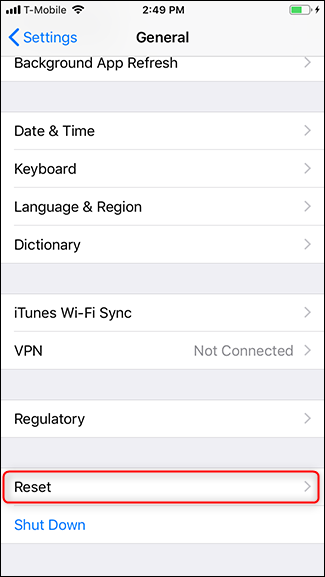 T-Mobile 2:49 PM
Settings General
Background App Refresh
Date & Time
Keyboard
Language & Region
Dictionary
iTunes Wi-Fi Sync
VPN Not Connected
Regulatory
Reset
Shut Down